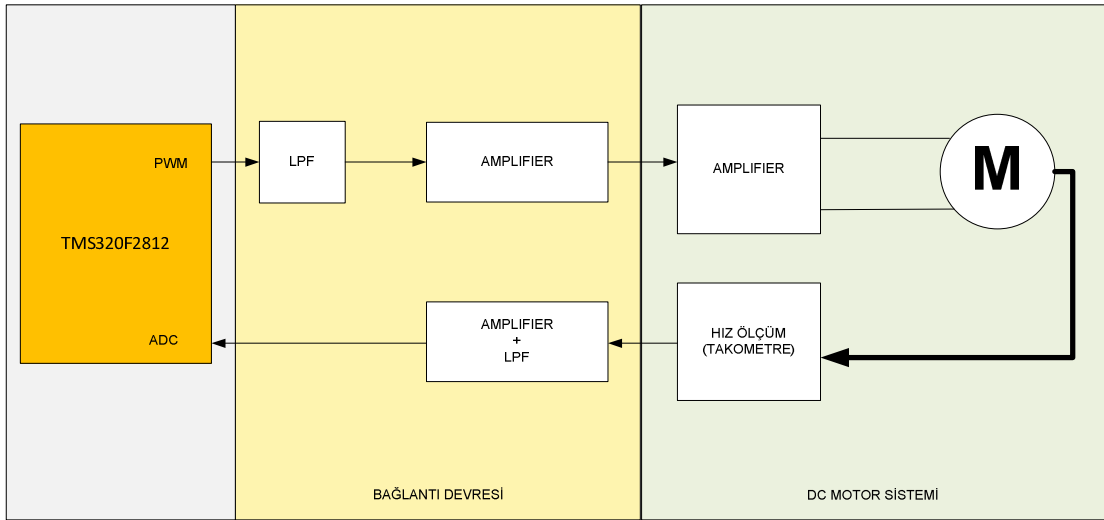 PWM
TMS320F2812
ADC
LPF
AMPLIFIER
AMPLIFIER
+
LPF
BAĞLANTI DEVRESİ
AMPLIFIER
M
HIZ ÖLÇÜM
(TAKOMETRE)
DC MOTOR SİSTEMİ